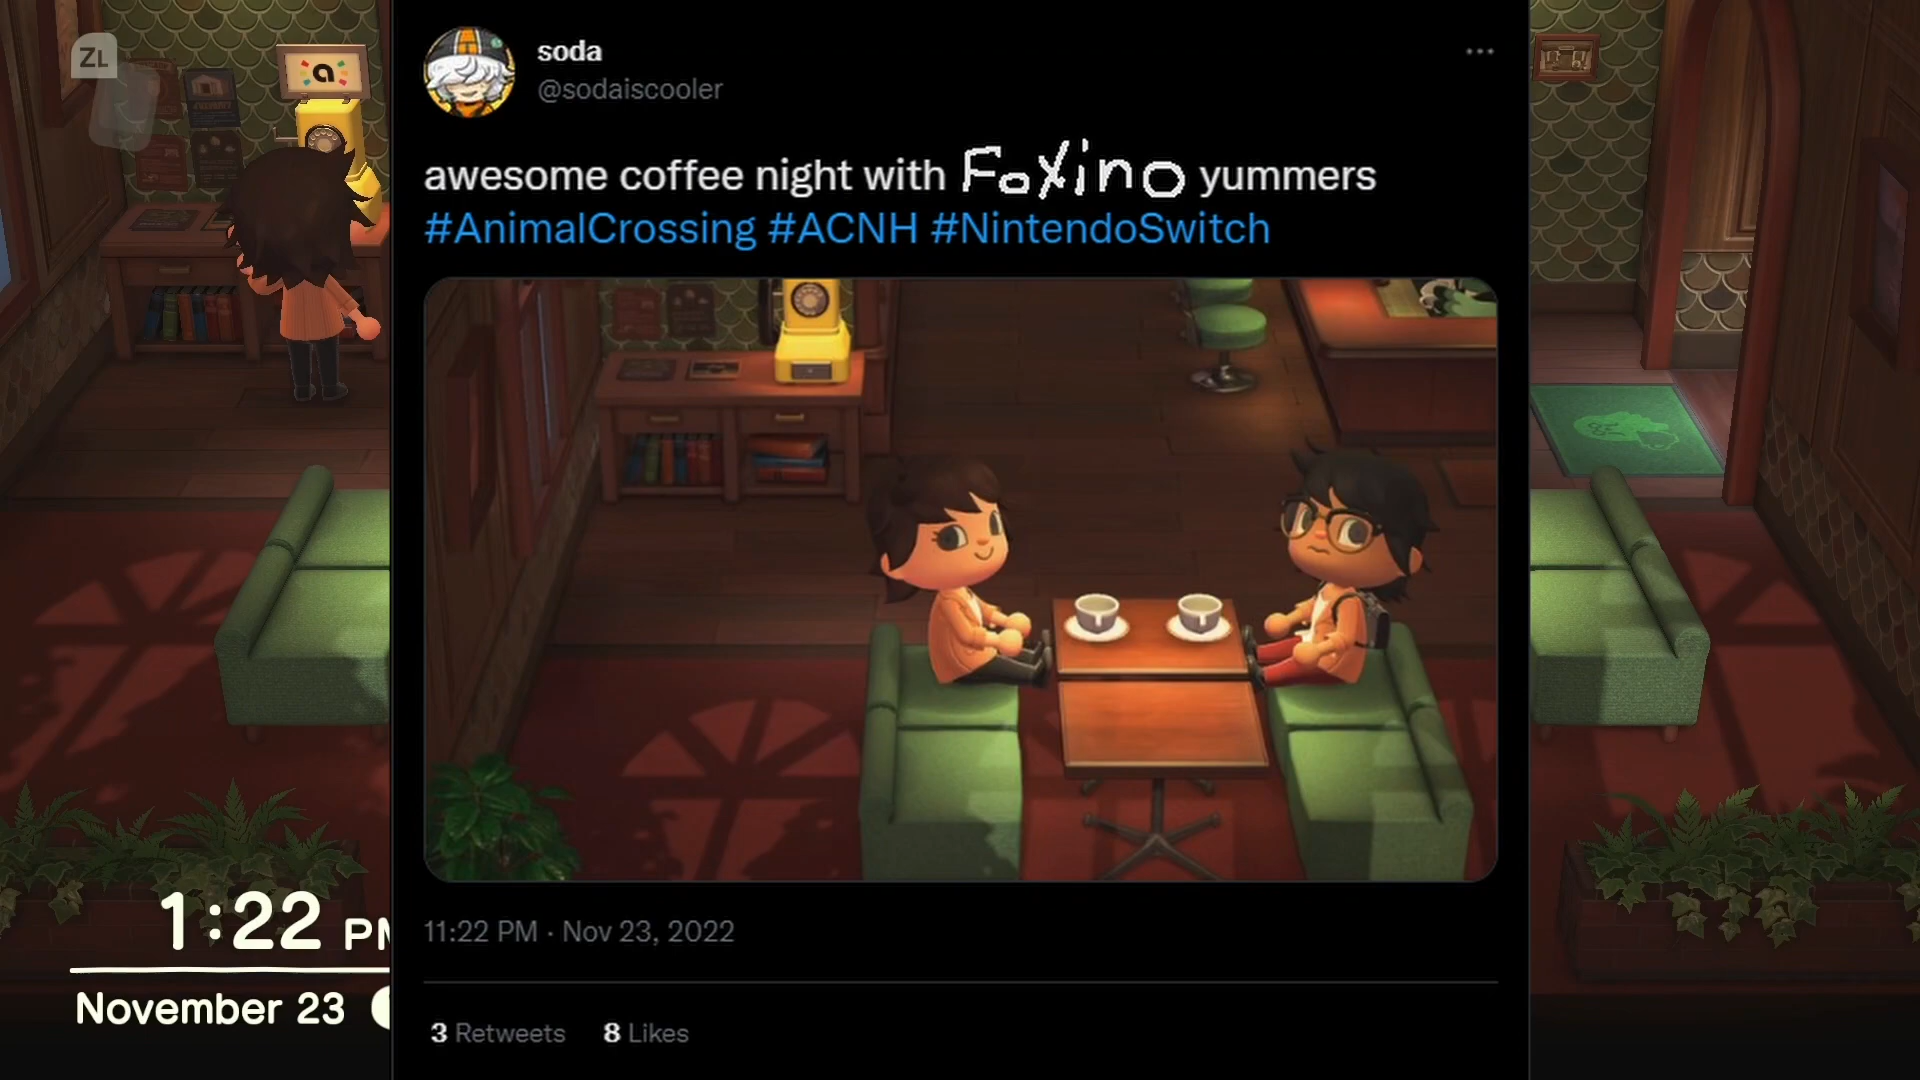 ZL
a
soda
@sodaiscooler
awesome coffee night with Foxino yummers
#AnimalCrossing #ACNH #NintendoSwitch
11:22 PM · Nov 23, 2022
3 Retweets 8 Likes
1:22 PM
November 23